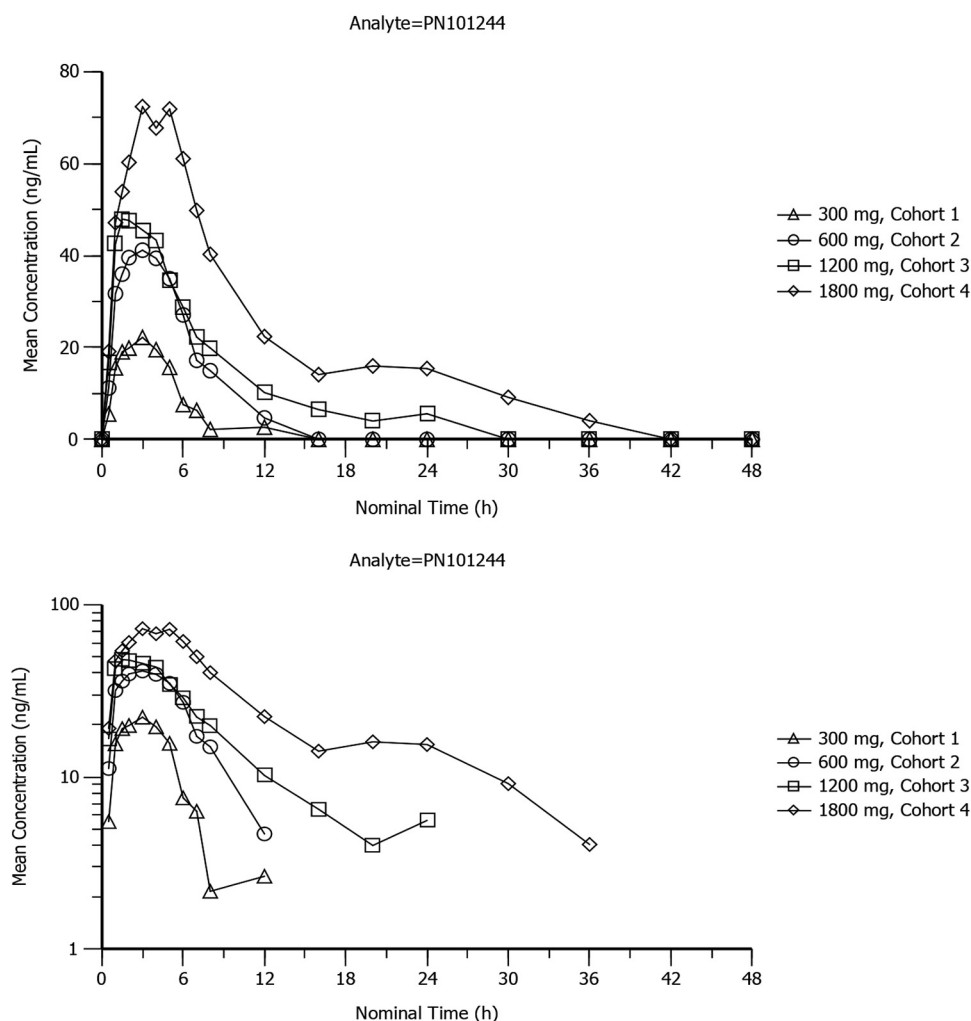 Analyte=PN101244
80
60
40
20
0
Mean Concentration (ng/mL)
0 6 12 18 24 30 36 42 48
Nominal Time (h)
300 mg, Cohort 1
600 mg, Cohort 2
1200 mg, Cohort 3
1800 mg, Cohort 4
Analyte=PN101244
100
10
1
Mean Concentration (ng/mL)
0 6 12 18 24 30 36 42 48
Nominal Time (h)
300 mg, Cohort 1
600 mg, Cohort 2
1200 mg, Cohort 3
1800 mg, Cohort 4